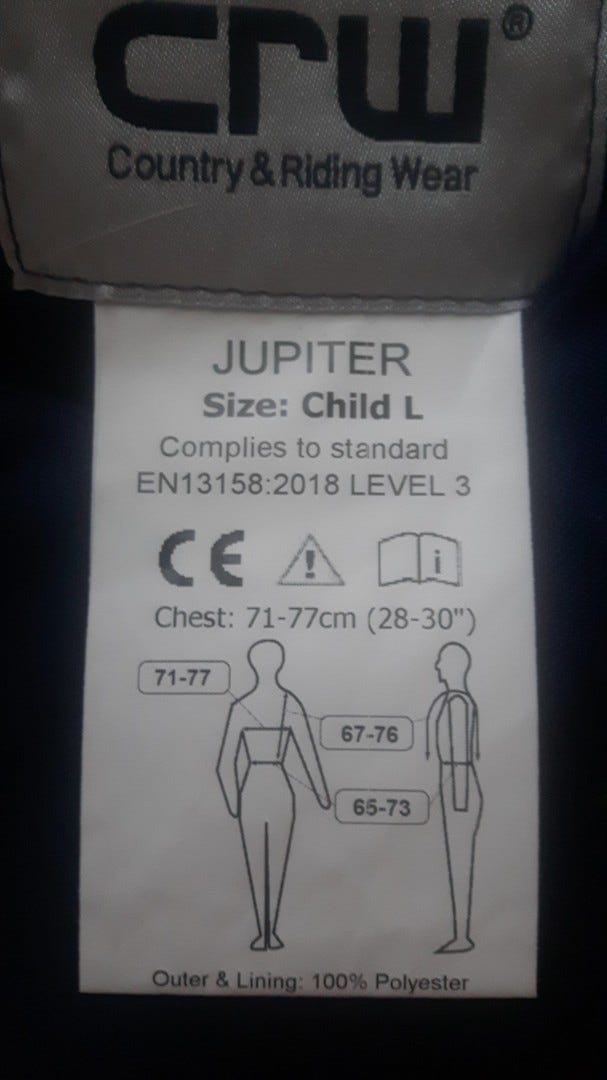 crw®
Country & Riding Wear
JUPITER
Size: Child L
Complies to standard
EN13158:2018 LEVEL 3
CE ! i
Chest: 71-77cm (28-30")
71-77
67-76
65-73
Outer & Lining: 100% Polyester